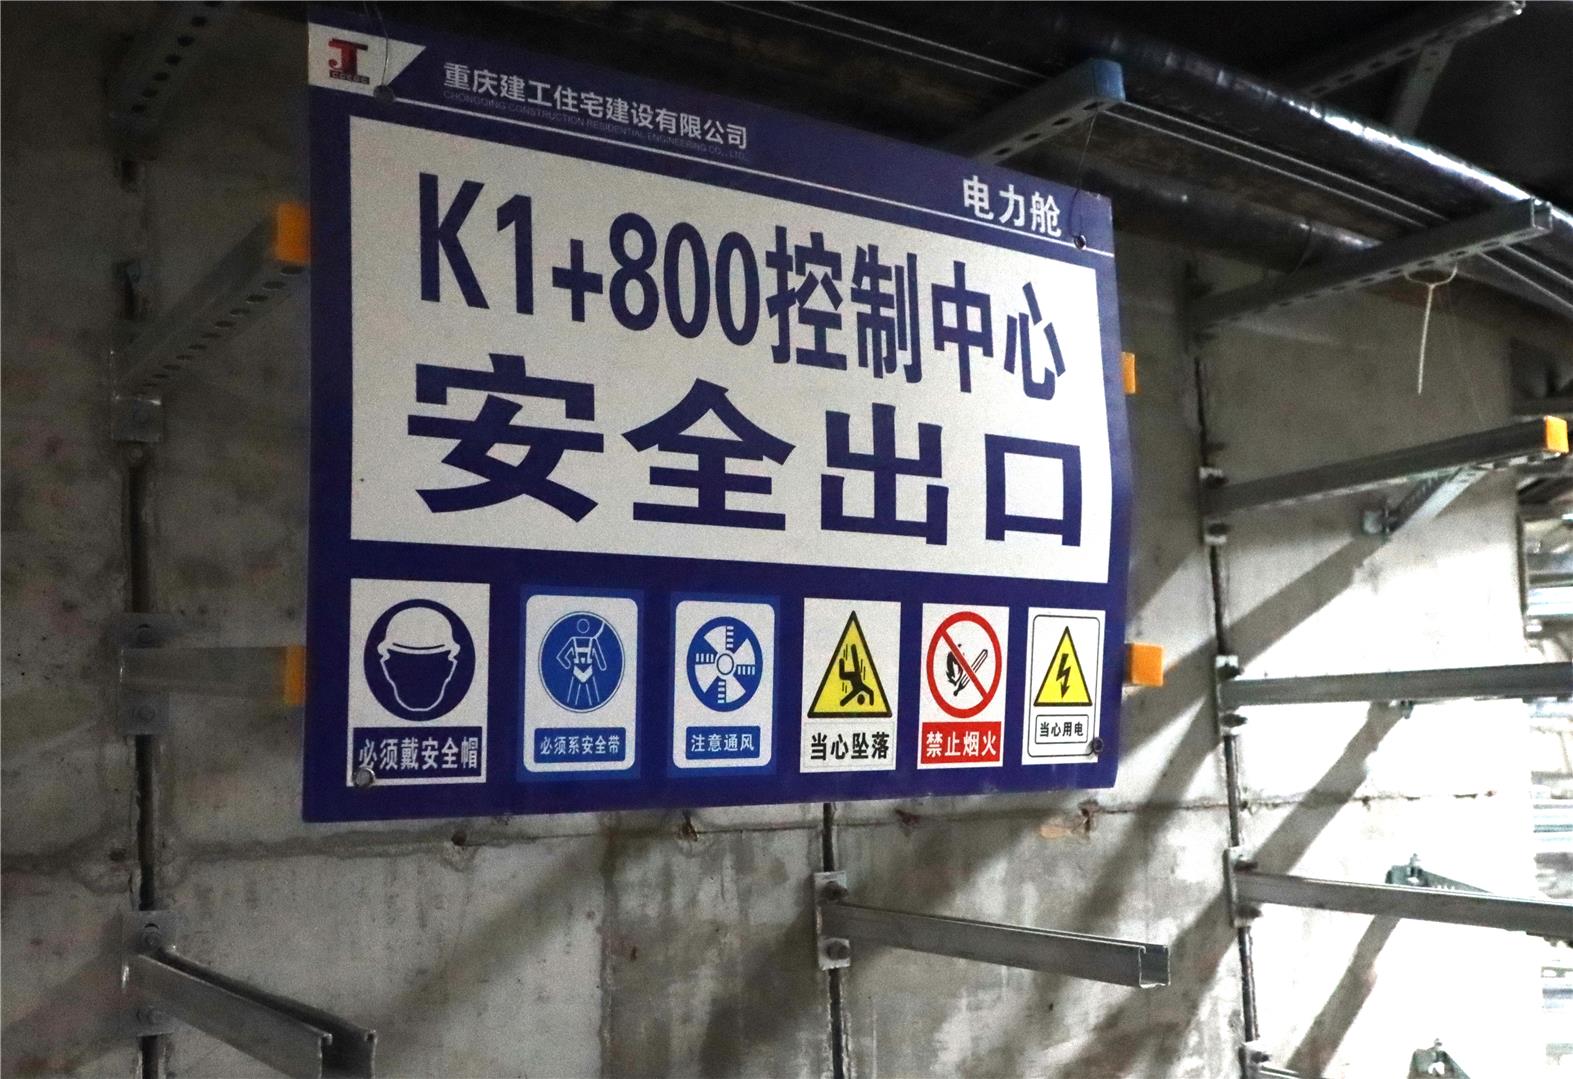 重庆建工住宅建设有限公司
CHONGQING CONSTRUCTION RESIDENTIAL ENGINEERING CO., LTD.
电力舱
K1+800控制中心
安全出口
必须戴安全帽
必须系安全带
注意通风
当心坠落
禁止烟火
当心用电